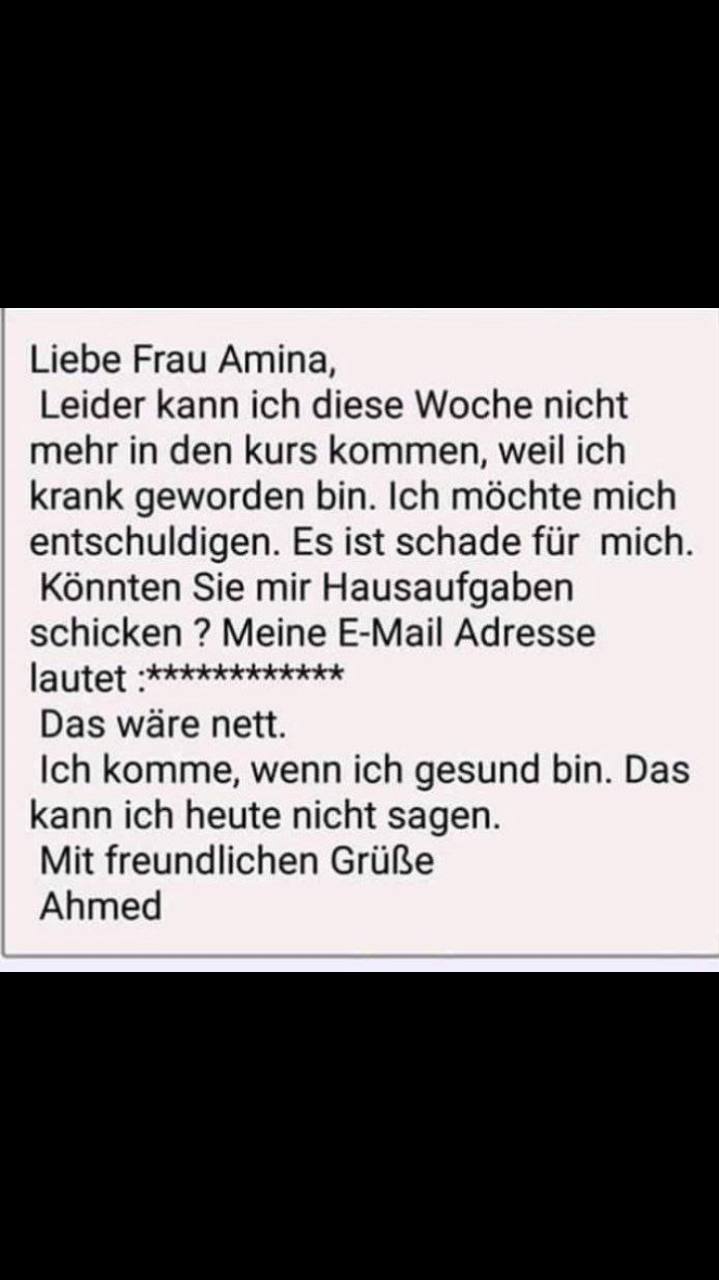 Liebe Frau Amina,
Leider kann ich diese Woche nicht
mehr in den kurs kommen, weil ich
krank geworden bin. Ich möchte mich
entschuldigen. Es ist schade für mich.
Könnten Sie mir Hausaufgaben
schicken ? Meine E-Mail Adresse
lautet :*************
Das wäre nett.
Ich komme, wenn ich gesund bin. Das
kann ich heute nicht sagen.
Mit freundlichen Grüße
Ahmed